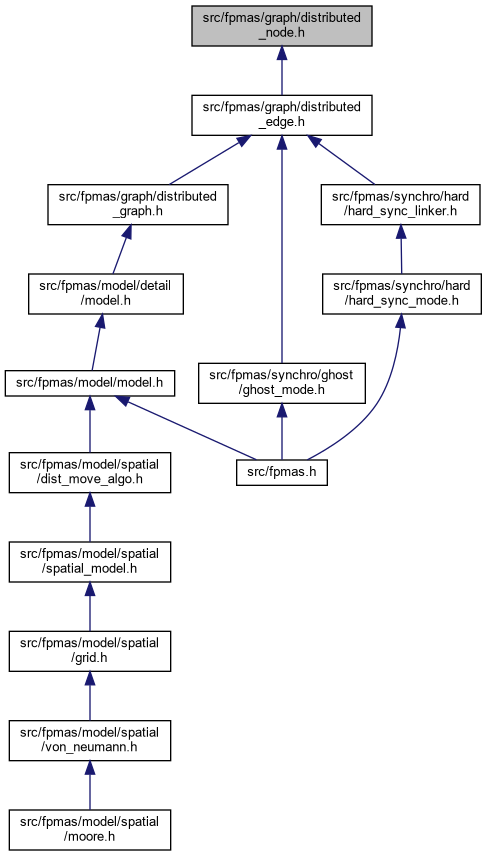 src/fpmas/graph/distributed
_node.h
src/fpmas/graph/distributed
_edge.h
src/fpmas/graph/distributed
_graph.h
src/fpmas/synchro/hard
/hard_sync_linker.h
src/fpmas/model/detail
/model.h
src/fpmas/synchro/hard
/hard_sync_mode.h
src/fpmas/model/model.h
src/fpmas/synchro/ghost
/ghost_mode.h
src/fpmas/model/spatial
/dist_move_algo.h
src/fpmas.h
src/fpmas/model/spatial
/spatial_model.h
src/fpmas/model/spatial
/grid.h
src/fpmas/model/spatial
/von_neumann.h
src/fpmas/model/spatial
/moore.h